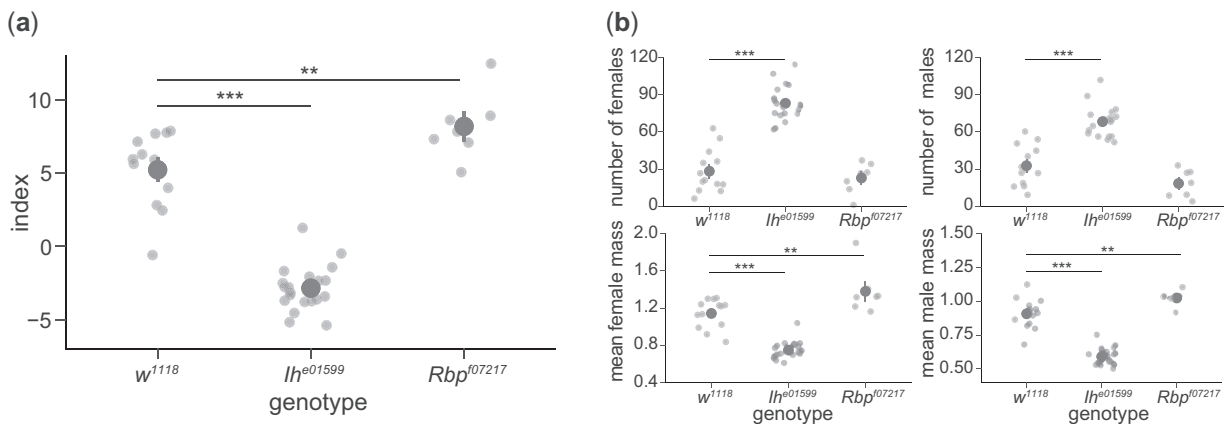 (a)
index
10
5
0
−5
**
***
w1118
Ihe01599
Rbpf07217
genotype
(b)
number of females
120
90
60
30
0
***
w1118
Ihe01599
Rbpf07217
number of males
120
90
60
30
0
***
w1118
Ihe01599
Rbpf07217
mean female mass
2.0
1.6
1.2
0.8
0.4
**
***
w1118
Ihe01599
Rbpf07217
genotype
mean male mass
1.50
1.25
1.00
0.75
0.50
**
***
w1118
Ihe01599
Rbpf07217
genotype